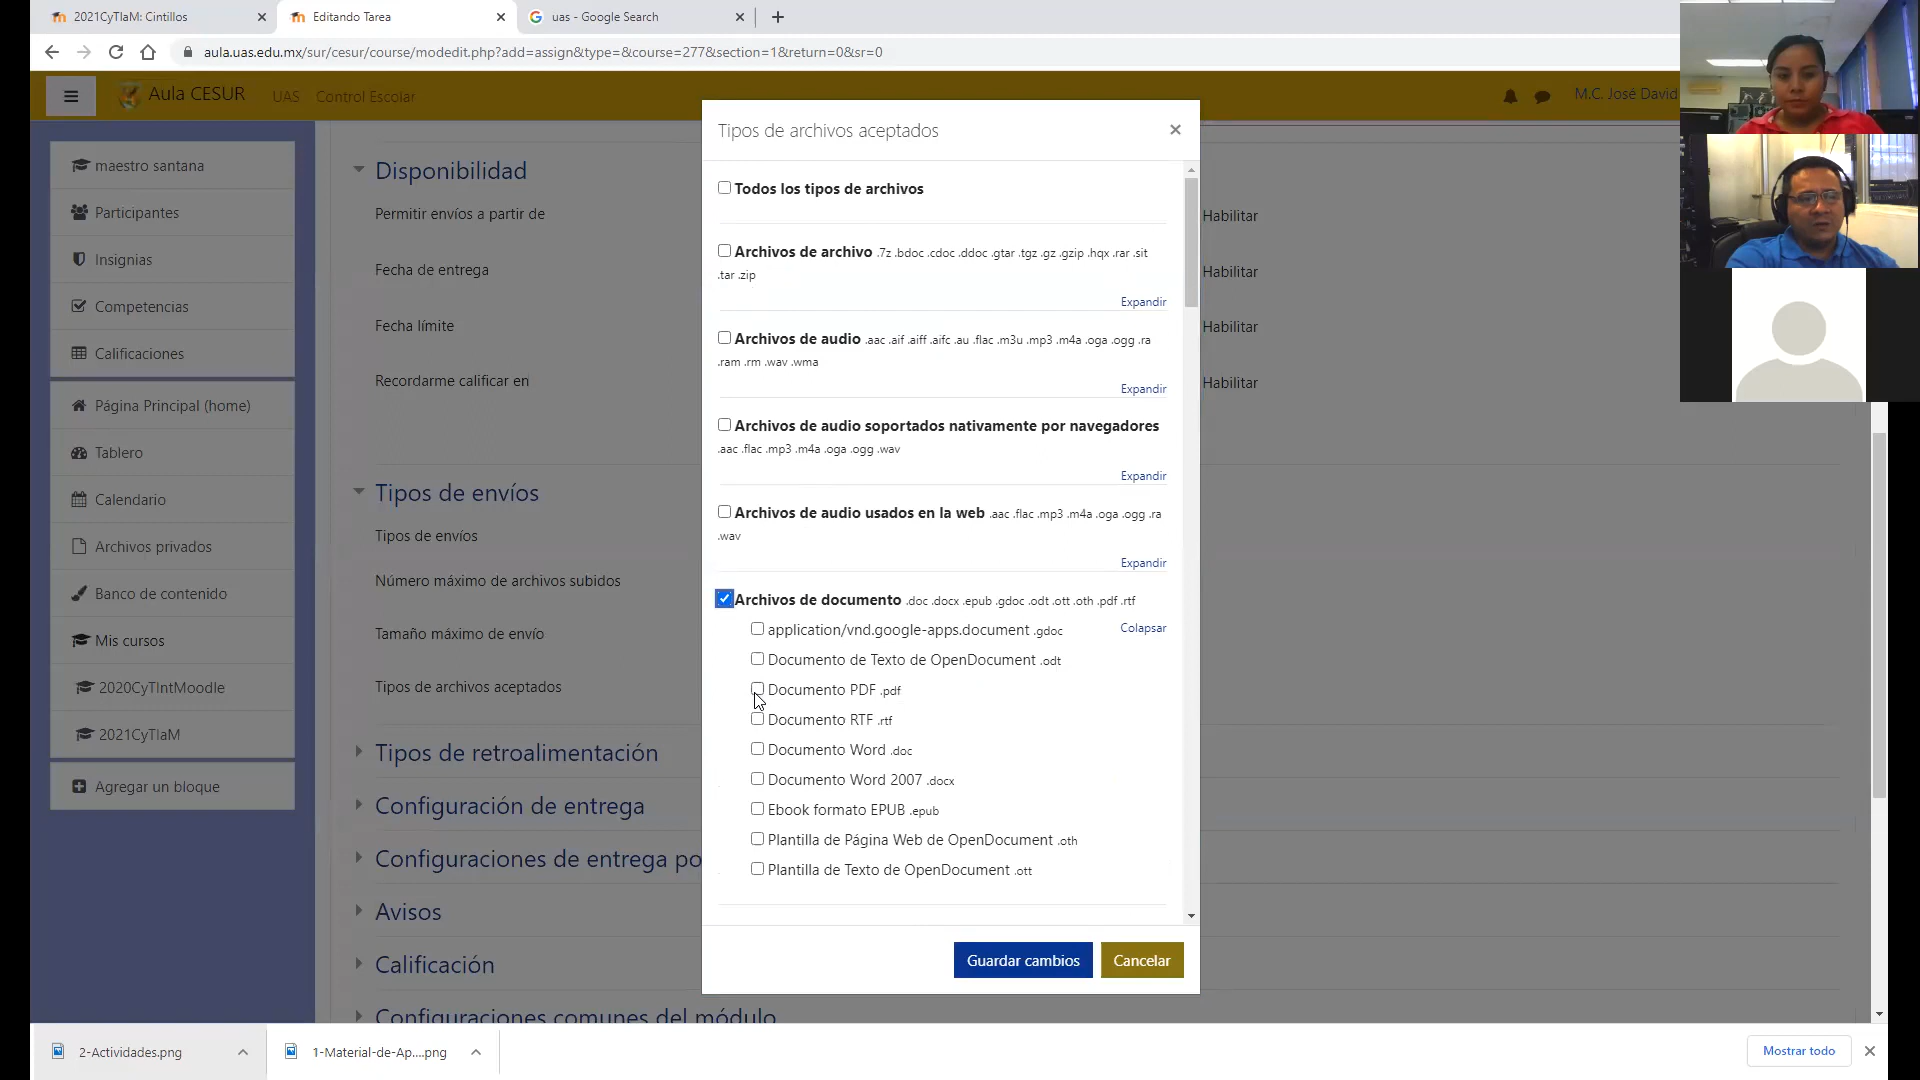 2021CyTIaM: Cintillos
Editando Tarea
uas - Google Search
aula.uas.edu.mx/sur/cesur/course/modedit.php?add=assign&type=&course=277&section=1&return=0&sr=0
Aula CESUR
UAS
Control Escolar
M.C. José David
maestro santana
Participantes
Insignias
Competencias
Calificaciones
Página Principal (home)
Tablero
Calendario
Archivos privados
Banco de contenido
Mis cursos
2020CyTIntMoodle
2021CyTIaM
Agregar un bloque
Disponibilidad
Permitir envíos a partir de
Habilitar
Fecha de entrega
Habilitar
Fecha límite
Habilitar
Recordarme calificar en
Habilitar
Tipos de envíos
Tipos de envíos
Número máximo de archivos subidos
Tamaño máximo de envío
Tipos de archivos aceptados
Tipos de retroalimentación
Configuración de entrega
Configuraciones de entrega po
Avisos
Calificación
Configuraciones comunes del módulo
Tipos de archivos aceptados
Todos los tipos de archivos
Archivos de archivo .7z .bdoc .cdoc .ddoc .gtar .tgz .gz .gzip .hqx .rar .sit
.tar .zip
Expandir
Archivos de audio .aac .aif .aiff .aifc .au .flac .m3u .mp3 .m4a .oga .ogg .ra
.ram .rm .wav .wma
Expandir
Archivos de audio soportados nativamente por navegadores
.aac .flac .mp3 .m4a .oga .ogg .wav
Expandir
Archivos de audio usados en la web .aac .flac .mp3 .m4a .oga .ogg .ra
.wav
Expandir
Archivos de documento .doc .docx .epub .gdoc .odt .ott .oth .pdf .rtf
application/vnd.google-apps.document .gdoc
Colapsar
Documento de Texto de OpenDocument .odt
Documento PDF .pdf
Documento RTF .rtf
Documento Word .doc
Documento Word 2007 .docx
Ebook formato EPUB .epub
Plantilla de Página Web de OpenDocument .oth
Plantilla de Texto de OpenDocument .ott
Guardar cambios
Cancelar
2-Actividades.png
1-Material-de-Ap....png
Mostrar todo